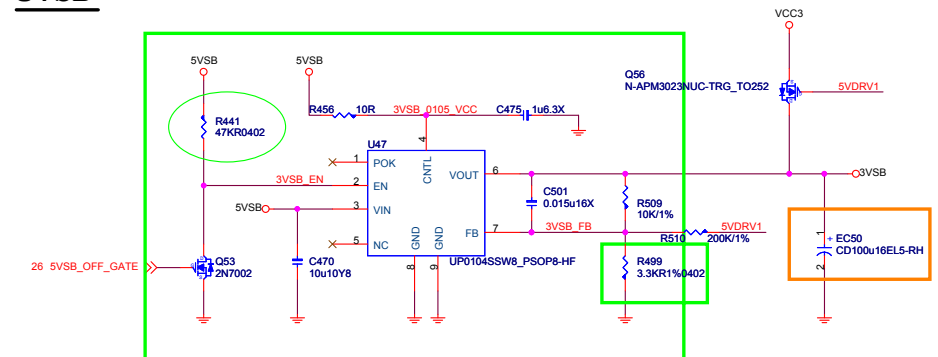 VCC3
5VSB
5VSB
Q56
N-APM3023NUC-TRG_TO252
5VDRV1
R456
10R
3VSB_0105_VCC
C475
1u6.3X
R441
47KR0402
U47
4
1
POK
CNTL
VOUT
6
3VSB
3VSB_EN
2
EN
C501
0.015u16X
R509
10K/1%
5VSB
3
VIN
FB
7
3VSB_FB
5VDRV1
R510
200K/1%
1
+
EC50
CD100u16EL5-RH
2
5
NC
GND
GND
UP0104SSW8_PSOP8-HF
Q53
2N7002
C470
10u10Y8
8
9
R499
3.3KR1%0402
26 5VSB_OFF_GATE